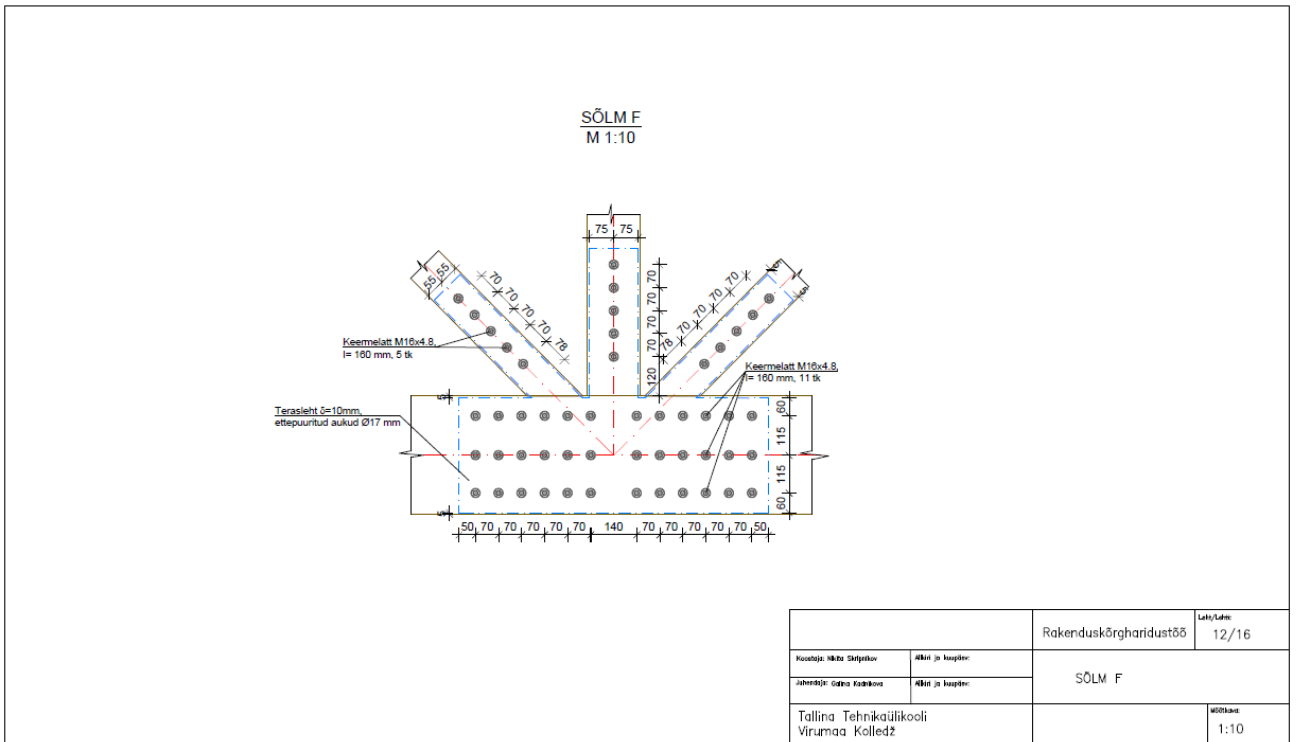 SÕLM F
M 1:10
75 75
55 55
70 70 70 70 78
70 70 70 70 120
78 70 70 70 70
Keermelatt M16x4.8,
l= 160 mm, 5 tk
Keermelatt M16x4.8,
l= 160 mm, 11 tk
Terasleht δ=10mm,
ettepuuritud aukud Ø17 mm
60 115 115 60
50 70 70 70 70 70 140 70 70 70 70 70 50
Rakenduskõrgharidustöö
Leht/Lehti:
12/16
Koostaja: Nikita Skripnikov
Allkiri ja kuupäev:
Juhendaja: Galina Kadnikova
Allkiri ja kuupäev:
SÕLM F
Tallina Tehnikaülikooli
Virumaa Kolledž
Mõõtkava:
1:10